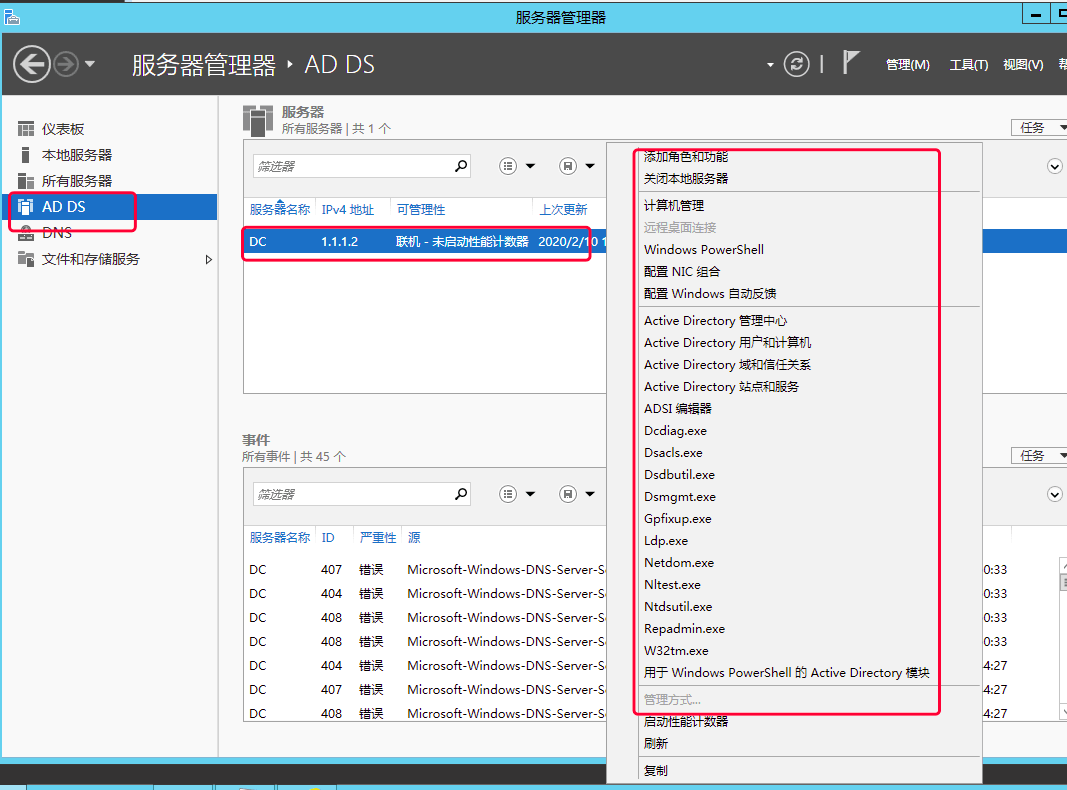 服务器管理器
服务器管理器 ‣ AD DS
管理(M) 工具(T) 视图(V)
仪表板
本地服务器
所有服务器
AD DS
DNS
文件和存储服务
服务器
所有服务器 | 共 1 个
任务
筛选器
服务器名称 IPv4 地址 可管理性 上次更新
DC 1.1.1.2 联机 - 未启动性能计数器 2020/2/10 1
添加角色和功能
关闭本地服务器
计算机管理
远程桌面连接
Windows PowerShell
配置 NIC 组合
配置 Windows 自动反馈
Active Directory 管理中心
Active Directory 用户和计算机
Active Directory 域和信任关系
Active Directory 站点和服务
ADSI 编辑器
Dcdiag.exe
Dsacls.exe
Dsdbutil.exe
Dsmgmt.exe
Gpfixup.exe
Ldp.exe
Netdom.exe
Nltest.exe
Ntdsutil.exe
Repadmin.exe
W32tm.exe
用于 Windows PowerShell 的 Active Directory 模块
管理方式...
启动性能计数器
刷新
复制
事件
所有事件 | 共 45 个
任务
筛选器
服务器名称 ID 严重性 源
DC 407 错误 Microsoft-Windows-DNS-Server-S 0:33
DC 404 错误 Microsoft-Windows-DNS-Server-S 0:33
DC 408 错误 Microsoft-Windows-DNS-Server-S 0:33
DC 408 错误 Microsoft-Windows-DNS-Server-S 0:33
DC 404 错误 Microsoft-Windows-DNS-Server-S 4:27
DC 407 错误 Microsoft-Windows-DNS-Server-S 4:27
DC 408 错误 Microsoft-Windows-DNS-Server-S 4:27